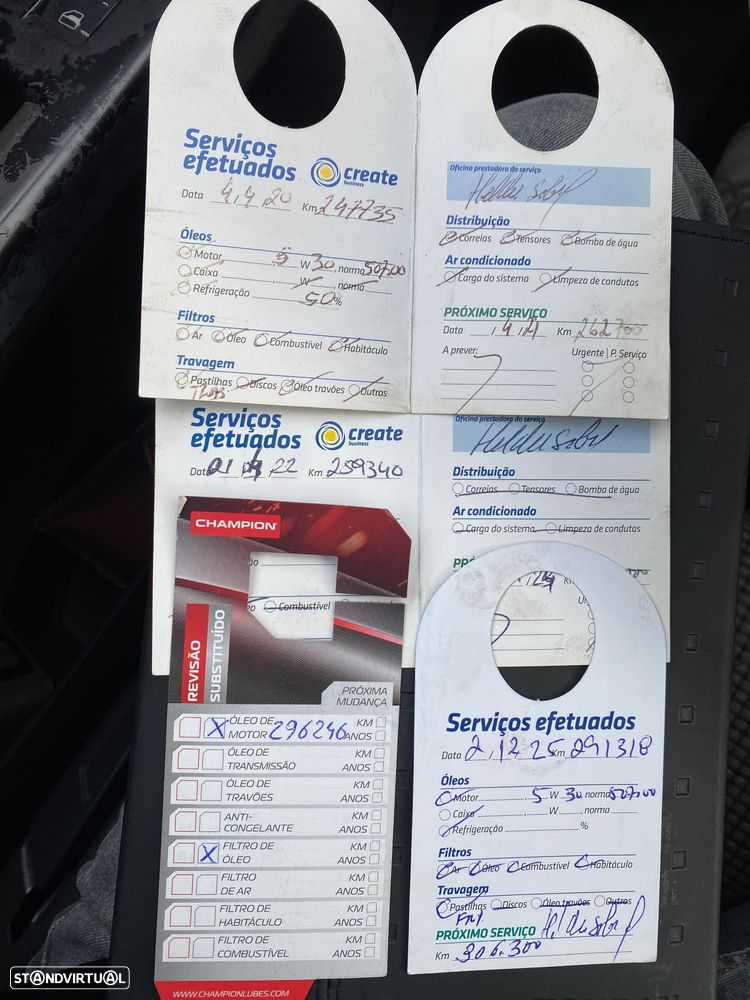 Serviços
efetuados
create
business
Data 4,4,20 Km 247735
Óleos
Motor 5 W 30, norma 507.00
Caixa , W , norma
Refrigeração 50 %
Filtros
Ar Óleo Combustível Habitáculo
Travagem
Pastilhas Discos Óleo travões Outros
Oficina prestadora do serviço
Distribuição
Correias Tensores Bomba de água
Ar condicionado
Carga do sistema Limpeza de condutas
PRÓXIMO SERVIÇO
Data , 4, 21 Km 262700
A prever: Urgente | P. Serviço
Serviços
efetuados
create
business
Data 01 22 Km 259340
Oficina prestadora do serviço
Distribuição
Correias Tensores Bomba de água
Ar condicionado
Carga do sistema Limpeza de condutas
Combustível
CHAMPION
REVISÃO
SUBSTITUÍDO
PRÓXIMA
MUDANÇA
X ÓLEO DE MOTOR 296246 KM ANOS
ÓLEO DE TRANSMISSÃO KM ANOS
ÓLEO DE TRAVÕES KM ANOS
ANTI-CONGELANTE KM ANOS
X FILTRO DE ÓLEO KM ANOS
FILTRO DE AR KM ANOS
FILTRO DE HABITÁCULO KM ANOS
FILTRO DE COMBUSTÍVEL KM ANOS
WWW.CHAMPIONLUBES.COM
Serviços efetuados
Data 2,12,25 Km 291318
Óleos
Motor , 5 W 30, norma 507.00
Caixa , W , norma
Refrigeração %
Filtros
Ar Óleo Combustível Habitáculo
Travagem
Pastilhas Discos Óleo travões Outros
PRÓXIMO SERVIÇO
Km 306.300
STANDVIRTUAL